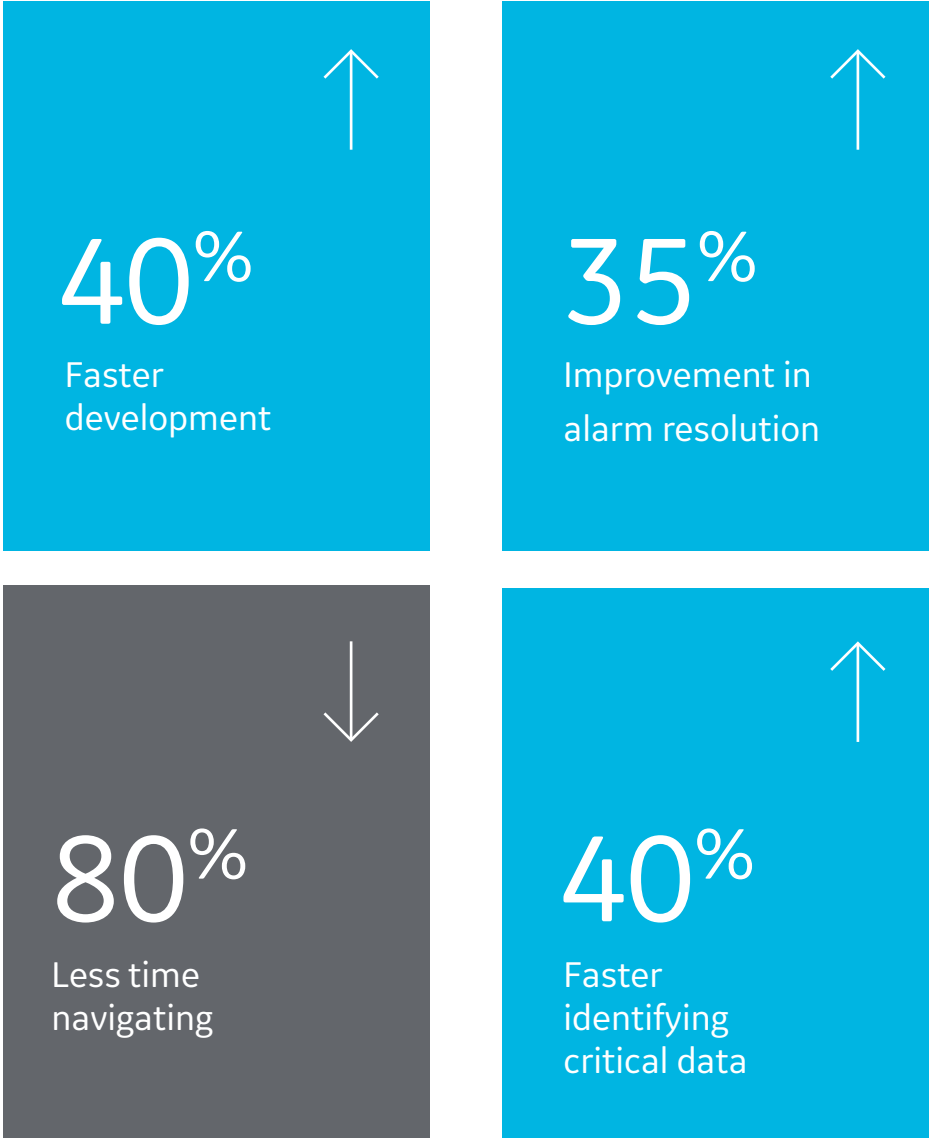 40%
Faster
development
35%
Improvement in
alarm resolution
80%
Less time
navigating
40%
Faster
identifying
critical data